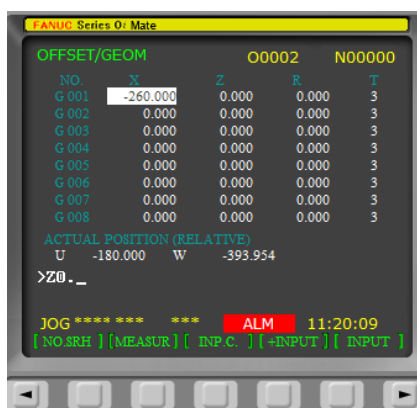 FANUC Series 0i Mate
OFFSET/GEOM O0002 N00000
NO. X Z R T
G 001 -260.000 0.000 0.000 3
G 002 0.000 0.000 0.000 3
G 003 0.000 0.000 0.000 3
G 004 0.000 0.000 0.000 3
G 005 0.000 0.000 0.000 3
G 006 0.000 0.000 0.000 3
G 007 0.000 0.000 0.000 3
G 008 0.000 0.000 0.000 3
ACTUAL POSITION (RELATIVE)
U -180.000 W -393.954
>Z0._
JOG **** *** *** ALM 11:20:09
[ NO.SRH ] [MEASUR] [ INP.C. ] [+INPUT ] [ INPUT ]